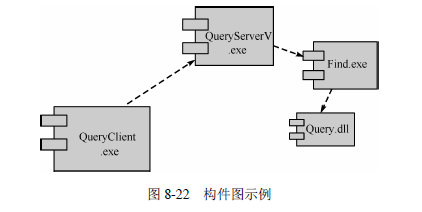 QueryServerV
.exe
Find.exe
Query.dll
QueryClient
.exe
图 8-22 构件图示例